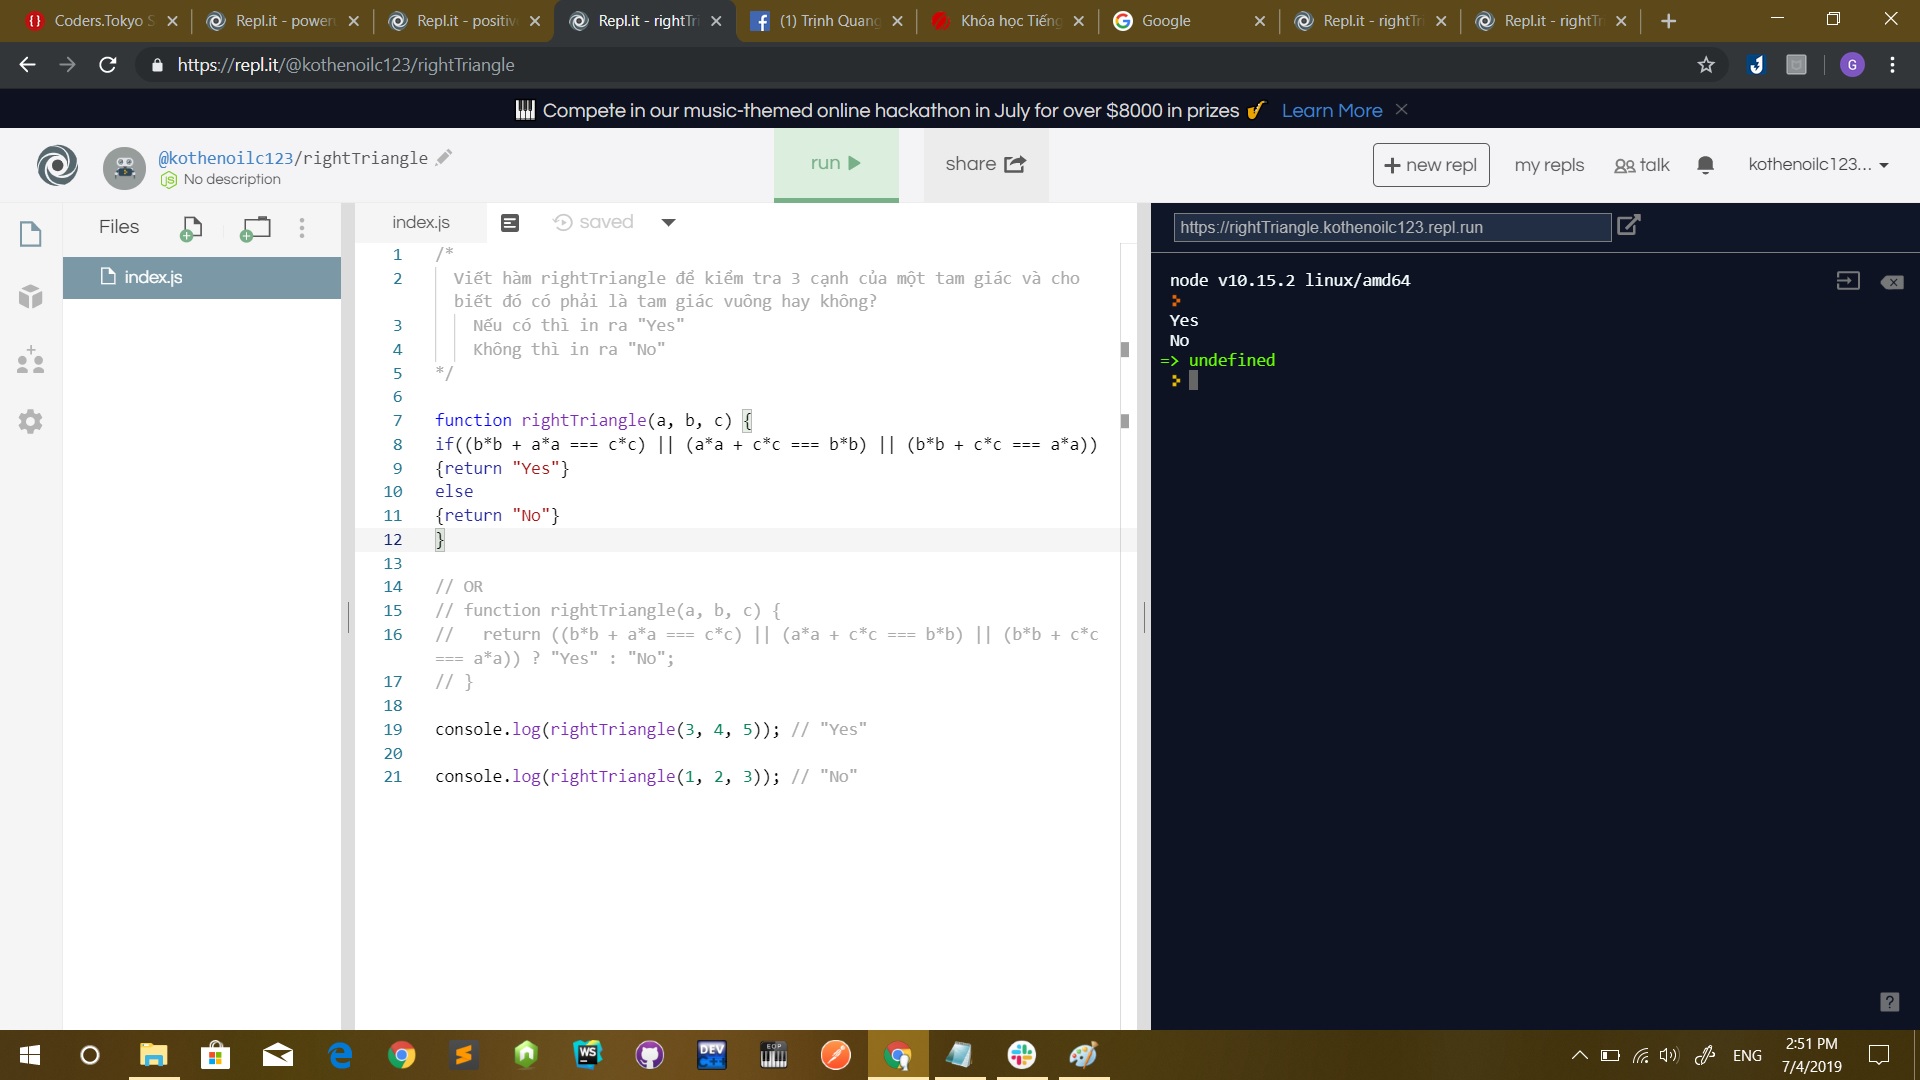 Coders.Tokyo S
Repl.it - power
Repl.it - positiv
Repl.it - rightTri
(1) Trịnh Quang
Khóa học Tiếng
Google
Repl.it - rightTri
Repl.it - rightTri
https://repl.it/@kothenoilc123/rightTriangle
G
Compete in our music-themed online hackathon in July for over $8000 in prizes Learn More
@kothenoilc123/rightTriangle
No description
run
share
+ new repl
my repls
talk
kothenoilc123...
Files
index.js
index.js
saved
1 /*
2 Viết hàm rightTriangle để kiểm tra 3 cạnh của một tam giác và cho
biết đó có phải là tam giác vuông hay không?
3 Nếu có thì in ra "Yes"
4 Không thì in ra "No"
5 */
6
7 function rightTriangle(a, b, c) {
8 if((b*b + a*a === c*c) || (a*a + c*c === b*b) || (b*b + c*c === a*a))
9 {return "Yes"}
10 else
11 {return "No"}
12 }
13
14 // OR
15 // function rightTriangle(a, b, c) {
16 //   return ((b*b + a*a === c*c) || (a*a + c*c === b*b) || (b*b + c*c
=== a*a)) ? "Yes" : "No";
17 // }
18
19 console.log(rightTriangle(3, 4, 5)); // "Yes"
20
21 console.log(rightTriangle(1, 2, 3)); // "No"
https://rightTriangle.kothenoilc123.repl.run
node v10.15.2 linux/amd64
Yes
No
=> undefined
?
WS
DEV
C++
EOP
ENG
2:51 PM
7/4/2019